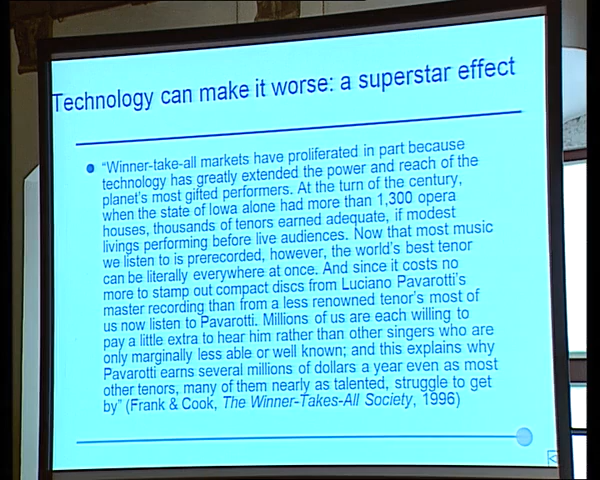 Technology can make it worse: a superstar effect
“Winner-take-all markets have proliferated in part because
technology has greatly extended the power and reach of the
planet’s most gifted performers. At the turn of the century,
when the state of Iowa alone had more than 1,300 opera
houses, thousands of tenors earned adequate, if modest
livings performing before live audiences. Now that most music
we listen to is prerecorded, however, the world’s best tenor
can be literally everywhere at once. And since it costs no
more to stamp out compact discs from Luciano Pavarotti’s
master recording than from a less renowned tenor’s most of
us now listen to Pavarotti. Millions of us are each willing to
pay a little extra to hear him rather than other singers who are
only marginally less able or well known; and this explains why
Pavarotti earns several millions of dollars a year even as most
other tenors, many of them nearly as talented, struggle to get
by” (Frank & Cook, The Winner-Takes-All Society, 1996)